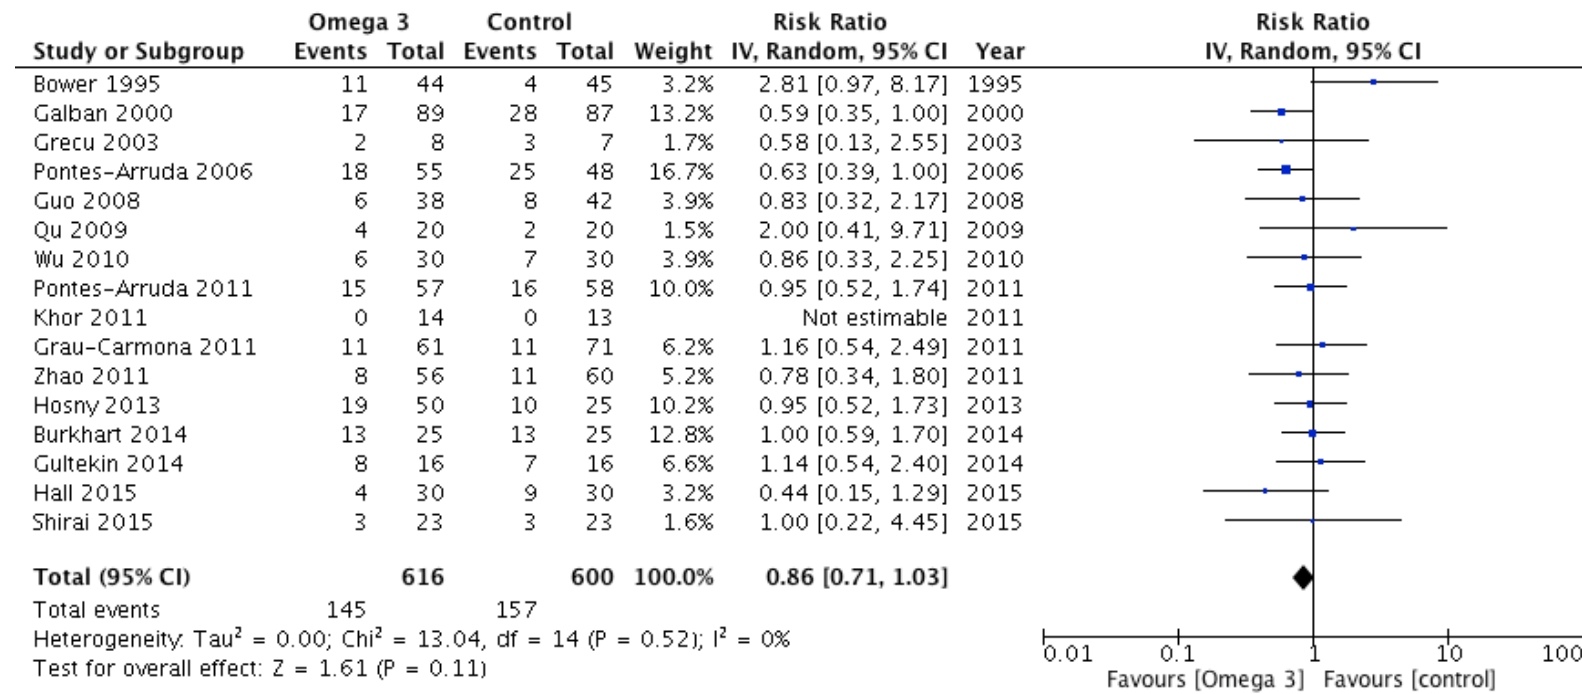 Omega 3 Control Risk Ratio Risk Ratio
Study or Subgroup Events Total Events Total Weight IV, Random, 95% CI Year IV, Random, 95% CI
Bower 1995 11 44 4 45 3.2% 2.81 [0.97, 8.17] 1995
Galban 2000 17 89 28 87 13.2% 0.59 [0.35, 1.00] 2000
Grecu 2003 2 8 3 7 1.7% 0.58 [0.13, 2.55] 2003
Pontes-Arruda 2006 18 55 25 48 16.7% 0.63 [0.39, 1.00] 2006
Guo 2008 6 38 8 42 3.9% 0.83 [0.32, 2.17] 2008
Qu 2009 4 20 2 20 1.5% 2.00 [0.41, 9.71] 2009
Wu 2010 6 30 7 30 3.9% 0.86 [0.33, 2.25] 2010
Pontes-Arruda 2011 15 57 16 58 10.0% 0.95 [0.52, 1.74] 2011
Khor 2011 0 14 0 13 Not estimable 2011
Grau-Carmona 2011 11 61 11 71 6.2% 1.16 [0.54, 2.49] 2011
Zhao 2011 8 56 11 60 5.2% 0.78 [0.34, 1.80] 2011
Hosny 2013 19 50 10 25 10.2% 0.95 [0.52, 1.73] 2013
Burkhart 2014 13 25 13 25 12.8% 1.00 [0.59, 1.70] 2014
Gultekin 2014 8 16 7 16 6.6% 1.14 [0.54, 2.40] 2014
Hall 2015 4 30 9 30 3.2% 0.44 [0.15, 1.29] 2015
Shirai 2015 3 23 3 23 1.6% 1.00 [0.22, 4.45] 2015
Total (95% CI) 616 600 100.0% 0.86 [0.71, 1.03]
Total events 145 157
Heterogeneity: Tau² = 0.00; Chi² = 13.04, df = 14 (P = 0.52); I² = 0%
Test for overall effect: Z = 1.61 (P = 0.11)
0.01 0.1 1 10 100
Favours [Omega 3] Favours [control]